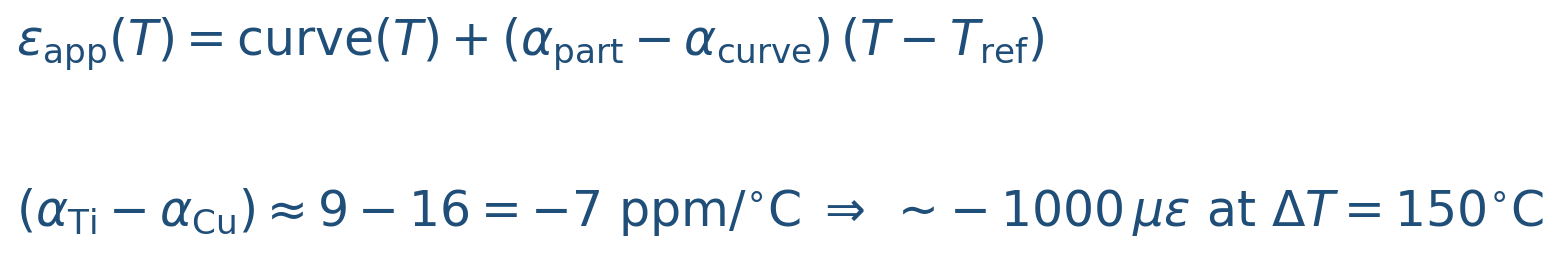 ε_app(T) = curve(T) + (α_part − α_curve) (T − T_ref)
(α_Ti − α_Cu) ≈ 9 − 16 = −7 ppm/°C ⇒ ~ − 1000 με at ΔT = 150°C